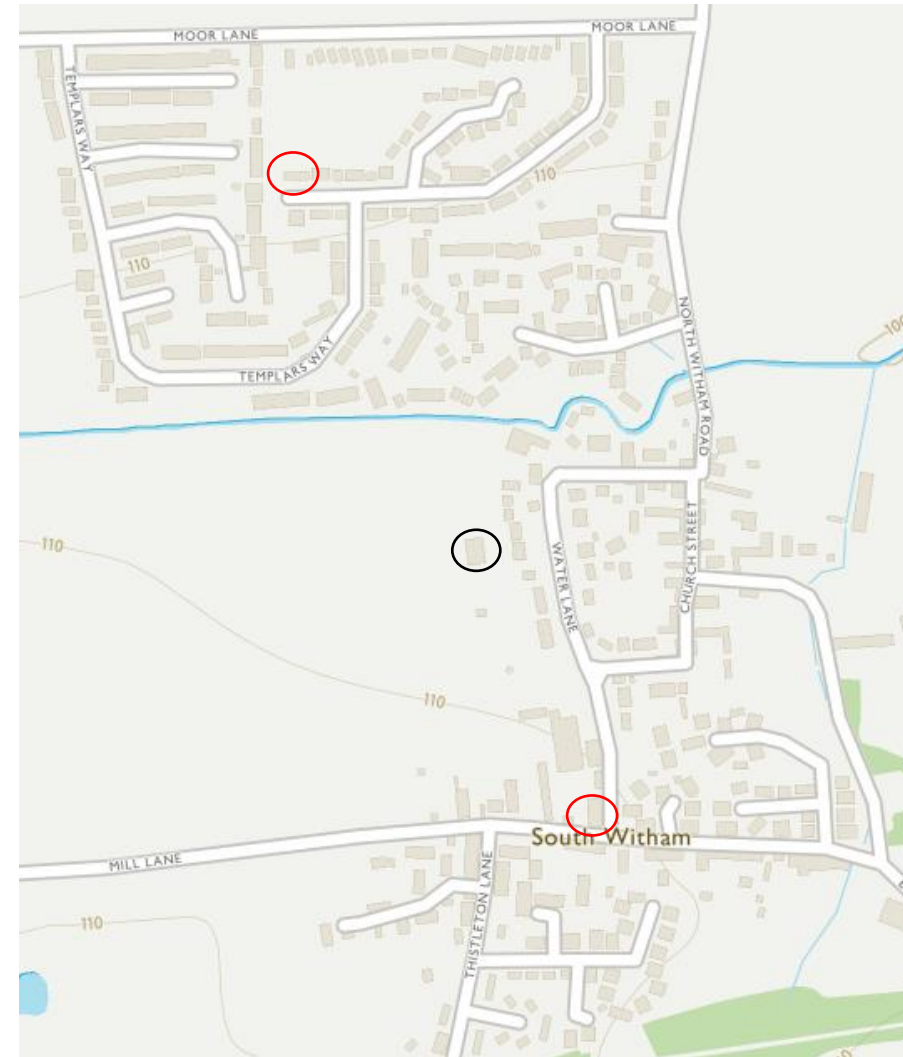 MOOR LANE
MOOR LANE
TEMPLARS WAY
110
110
NORTH WITHAM ROAD
100
TEMPLARS WAY
110
WATER LANE
CHURCH STREET
110
South Witham
MILL LANE
THISTLETON LANE
110